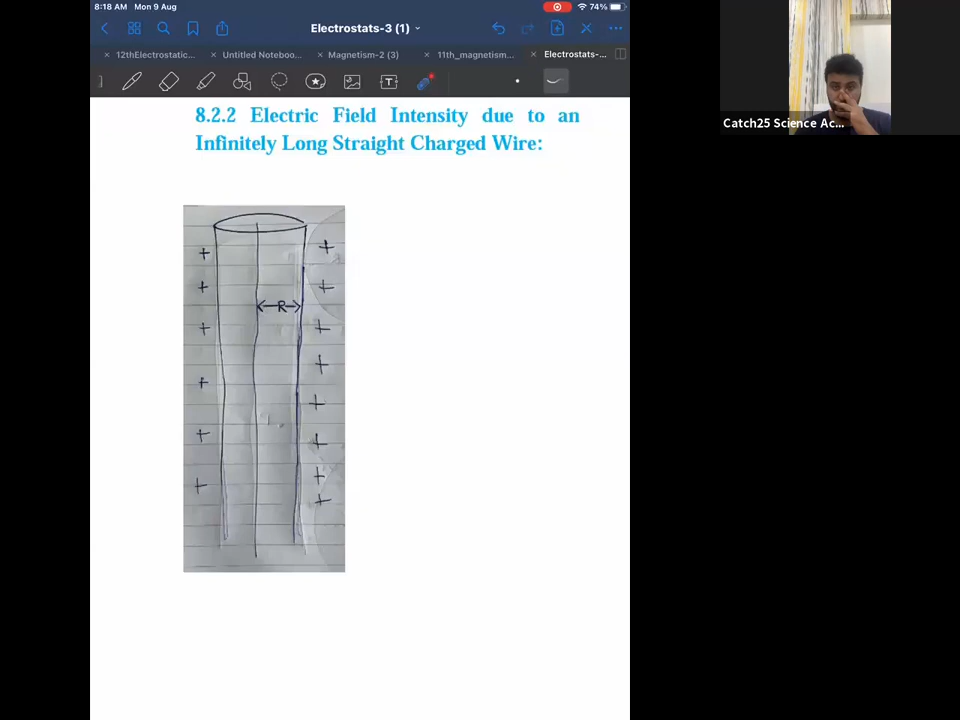 8:18 AM Mon 9 Aug
74%
Electrostats-3 (1)
12thElectrostatic...
Untitled Noteboo...
Magnetism-2 (3)
11th_magnetism...
Electrostats-...
8.2.2 Electric Field Intensity due to an
Infinitely Long Straight Charged Wire:
+ +
+ +
R
+ +
+
+
+
+ +
+
+
+
Catch25 Science Ac...